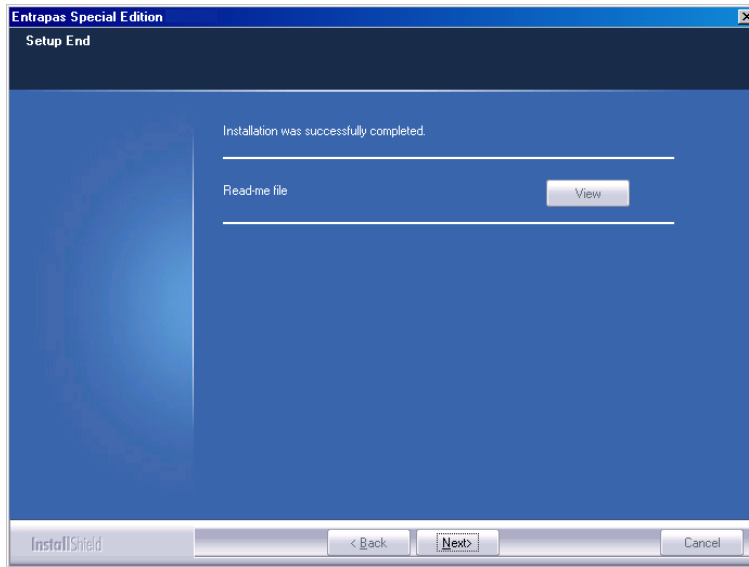 Entrapas Special Edition
Setup End
Installation was successfully completed.
Read-me file
View
InstallShield
< Back
Next>
Cancel